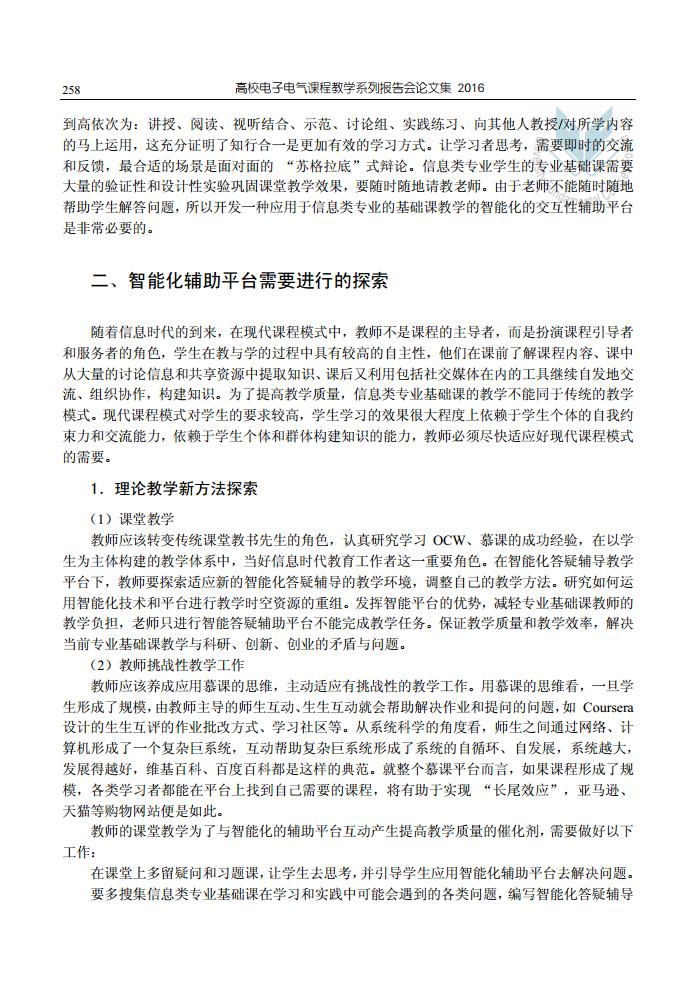 258
高校电子电气课程教学系列报告会论文集 2016
到高依次为：讲授、阅读、视听结合、示范、讨论组、实践练习、向其他人教授/对所学内容
的马上运用，这充分证明了知行合一是更加有效的学习方式。让学习者思考，需要即时的交流
和反馈，最合适的场景是面对面的 “苏格拉底”式辩论。信息类专业学生的专业基础课需要
大量的验证性和设计性实验巩固课堂教学效果，要随时随地请教老师。由于老师不能随时随地
帮助学生解答问题，所以开发一种应用于信息类专业的基础课教学的智能化的交互性辅助平台
是非常必要的。
二、智能化辅助平台需要进行的探索
随着信息时代的到来，在现代课程模式中，教师不是课程的主导者，而是扮演课程引导者
和服务者的角色，学生在教与学的过程中具有较高的自主性，他们在课前了解课程内容、课中
从大量的讨论信息和共享资源中提取知识、课后又利用包括社交媒体在内的工具继续自发地交
流、组织协作，构建知识。为了提高教学质量，信息类专业基础课的教学不能同于传统的教学
模式。现代课程模式对学生的要求较高，学生学习的效果很大程度上依赖于学生个体的自我约
束力和交流能力，依赖于学生个体和群体构建知识的能力，教师必须尽快适应好现代课程模式
的需要。
1．理论教学新方法探索
（1）课堂教学
教师应该转变传统课堂教书先生的角色，认真研究学习 OCW、慕课的成功经验，在以学
生为主体构建的教学体系中，当好信息时代教育工作者这一重要角色。在智能化答疑辅导教学
平台下，教师要探索适应新的智能化答疑辅导的教学环境，调整自己的教学方法。研究如何运
用智能化技术和平台进行教学时空资源的重组。发挥智能平台的优势，减轻专业基础课教师的
教学负担，老师只进行智能答疑辅助平台不能完成教学任务。保证教学质量和教学效率，解决
当前专业基础课教学与科研、创新、创业的矛盾与问题。
（2）教师挑战性教学工作
教师应该养成应用慕课的思维，主动适应有挑战性的教学工作。用慕课的思维看，一旦学
生形成了规模，由教师主导的师生互动、生生互动就会帮助解决作业和提问的问题，如 Coursera
设计的生生互评的作业批改方式、学习社区等。从系统科学的角度看，师生之间通过网络、计
算机形成了一个复杂巨系统，互动帮助复杂巨系统形成了系统的自循环、自发展，系统越大，
发展得越好，维基百科、百度百科都是这样的典范。就整个慕课平台而言，如果课程形成了规
模，各类学习者都能在平台上找到自己需要的课程，将有助于实现 “长尾效应”，亚马逊、
天猫等购物网站便是如此。
教师的课堂教学为了与智能化的辅助平台互动产生提高教学质量的催化剂，需要做好以下
工作：
在课堂上多留疑问和习题课，让学生去思考，并引导学生应用智能化辅助平台去解决问题。
要多搜集信息类专业基础课在学习和实践中可能会遇到的各类问题，编写智能化答疑辅导